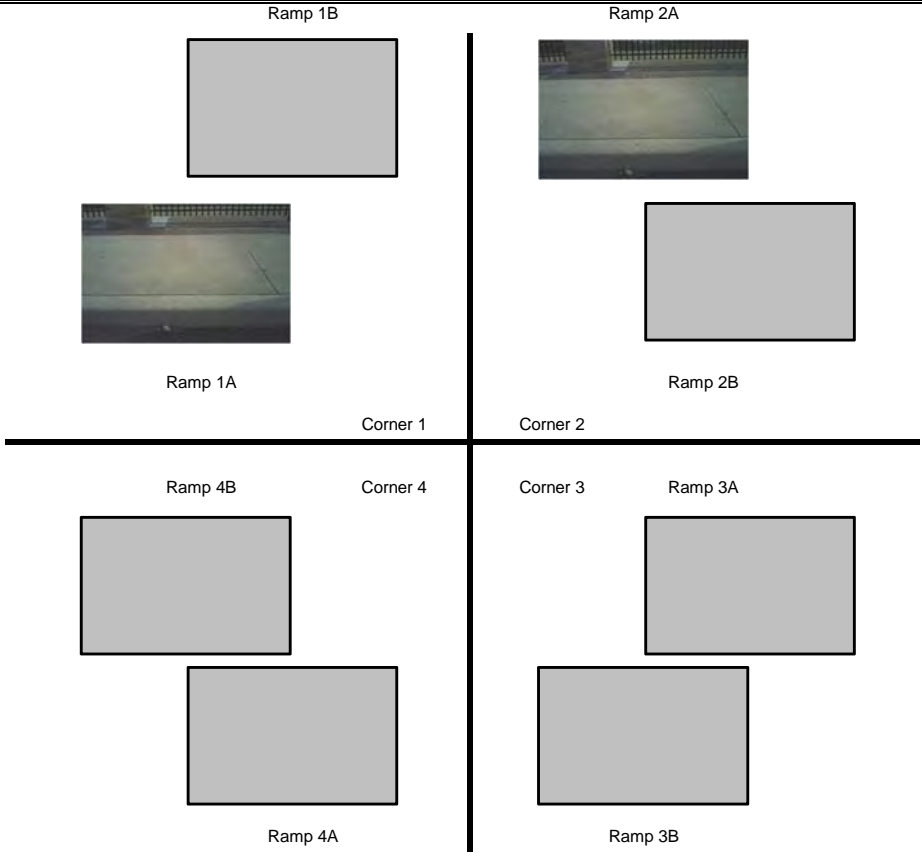 Ramp 1B
Ramp 2A
Ramp 1A
Ramp 2B
Corner 1
Corner 2
Ramp 4B
Corner 4
Corner 3
Ramp 3A
Ramp 4A
Ramp 3B